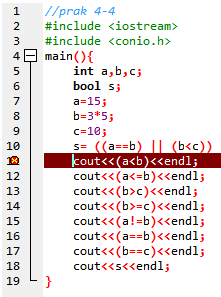 1 //prak 4-4
2 #include <iostream>
3 #include <conio.h>
4 main(){
5 int a,b,c;
6 bool s;
7 a=15;
8 b=3*5;
9 c=10;
10 s= ((a==b) || (b<c))
cout<<(a<b)<<endl;
12 cout<<(a<=b)<<endl;
13 cout<<(b>c)<<endl;
14 cout<<(b>=c)<<endl;
15 cout<<(a!=b)<<endl;
16 cout<<(a==b)<<endl;
17 cout<<(b==c)<<endl;
18 cout<<s<<endl;
19 }